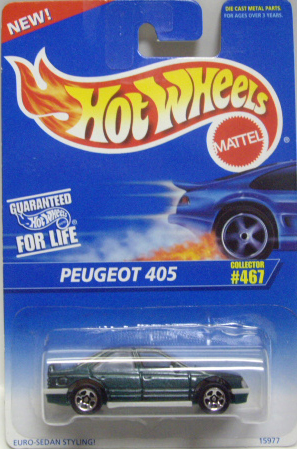 NEW!
DIE CAST METAL PARTS.
FOR AGES OVER 3 YEARS.
HOT WHEELS
MATTEL
®
GUARANTEED
Hot Wheels
FOR LIFE
PEUGEOT 405
COLLECTOR
#467
EURO-SEDAN STYLING!
15977